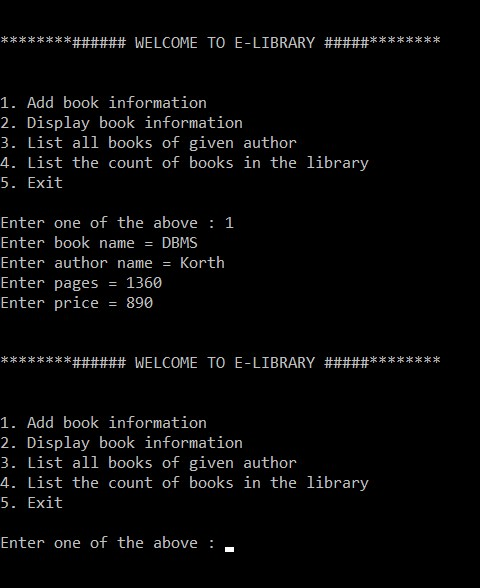 ********###### WELCOME TO E-LIBRARY #####********
1. Add book information
2. Display book information
3. List all books of given author
4. List the count of books in the library
5. Exit
Enter one of the above : 1
Enter book name = DBMS
Enter author name = Korth
Enter pages = 1360
Enter price = 890
********###### WELCOME TO E-LIBRARY #####********
1. Add book information
2. Display book information
3. List all books of given author
4. List the count of books in the library
5. Exit
Enter one of the above :